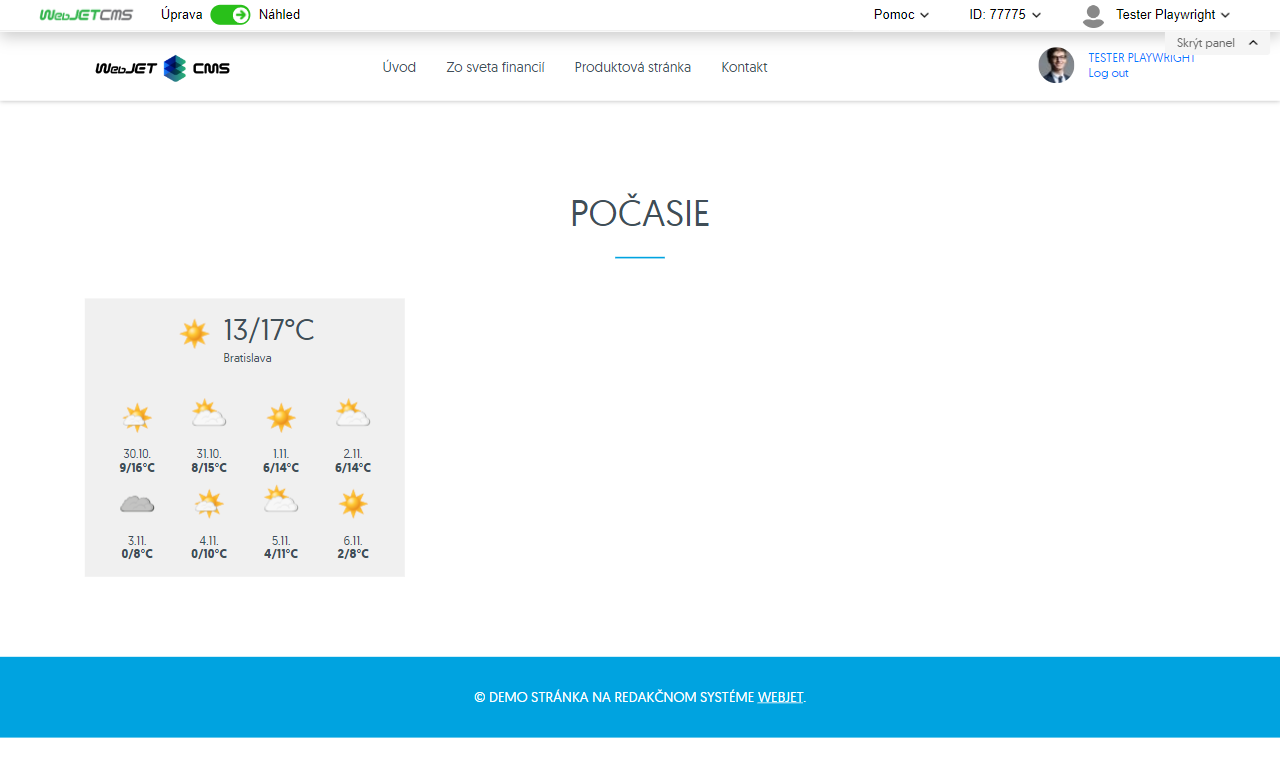 WebJETCMS Úprava Náhled Pomoc ID: 77775 Tester Playwright
Skrýt panel
WebJET CMS Úvod Zo sveta financií Produktová stránka Kontakt TESTER PLAYWRIGHT
Log out
POČASIE
13/17°C
Bratislava
30.10. 31.10. 1.11. 2.11.
9/16°C 8/15°C 6/14°C 6/14°C
3.11. 4.11. 5.11. 6.11.
0/8°C 0/10°C 4/11°C 2/8°C
© DEMO STRÁNKA NA REDAKČNOM SYSTÉME WEBJET.